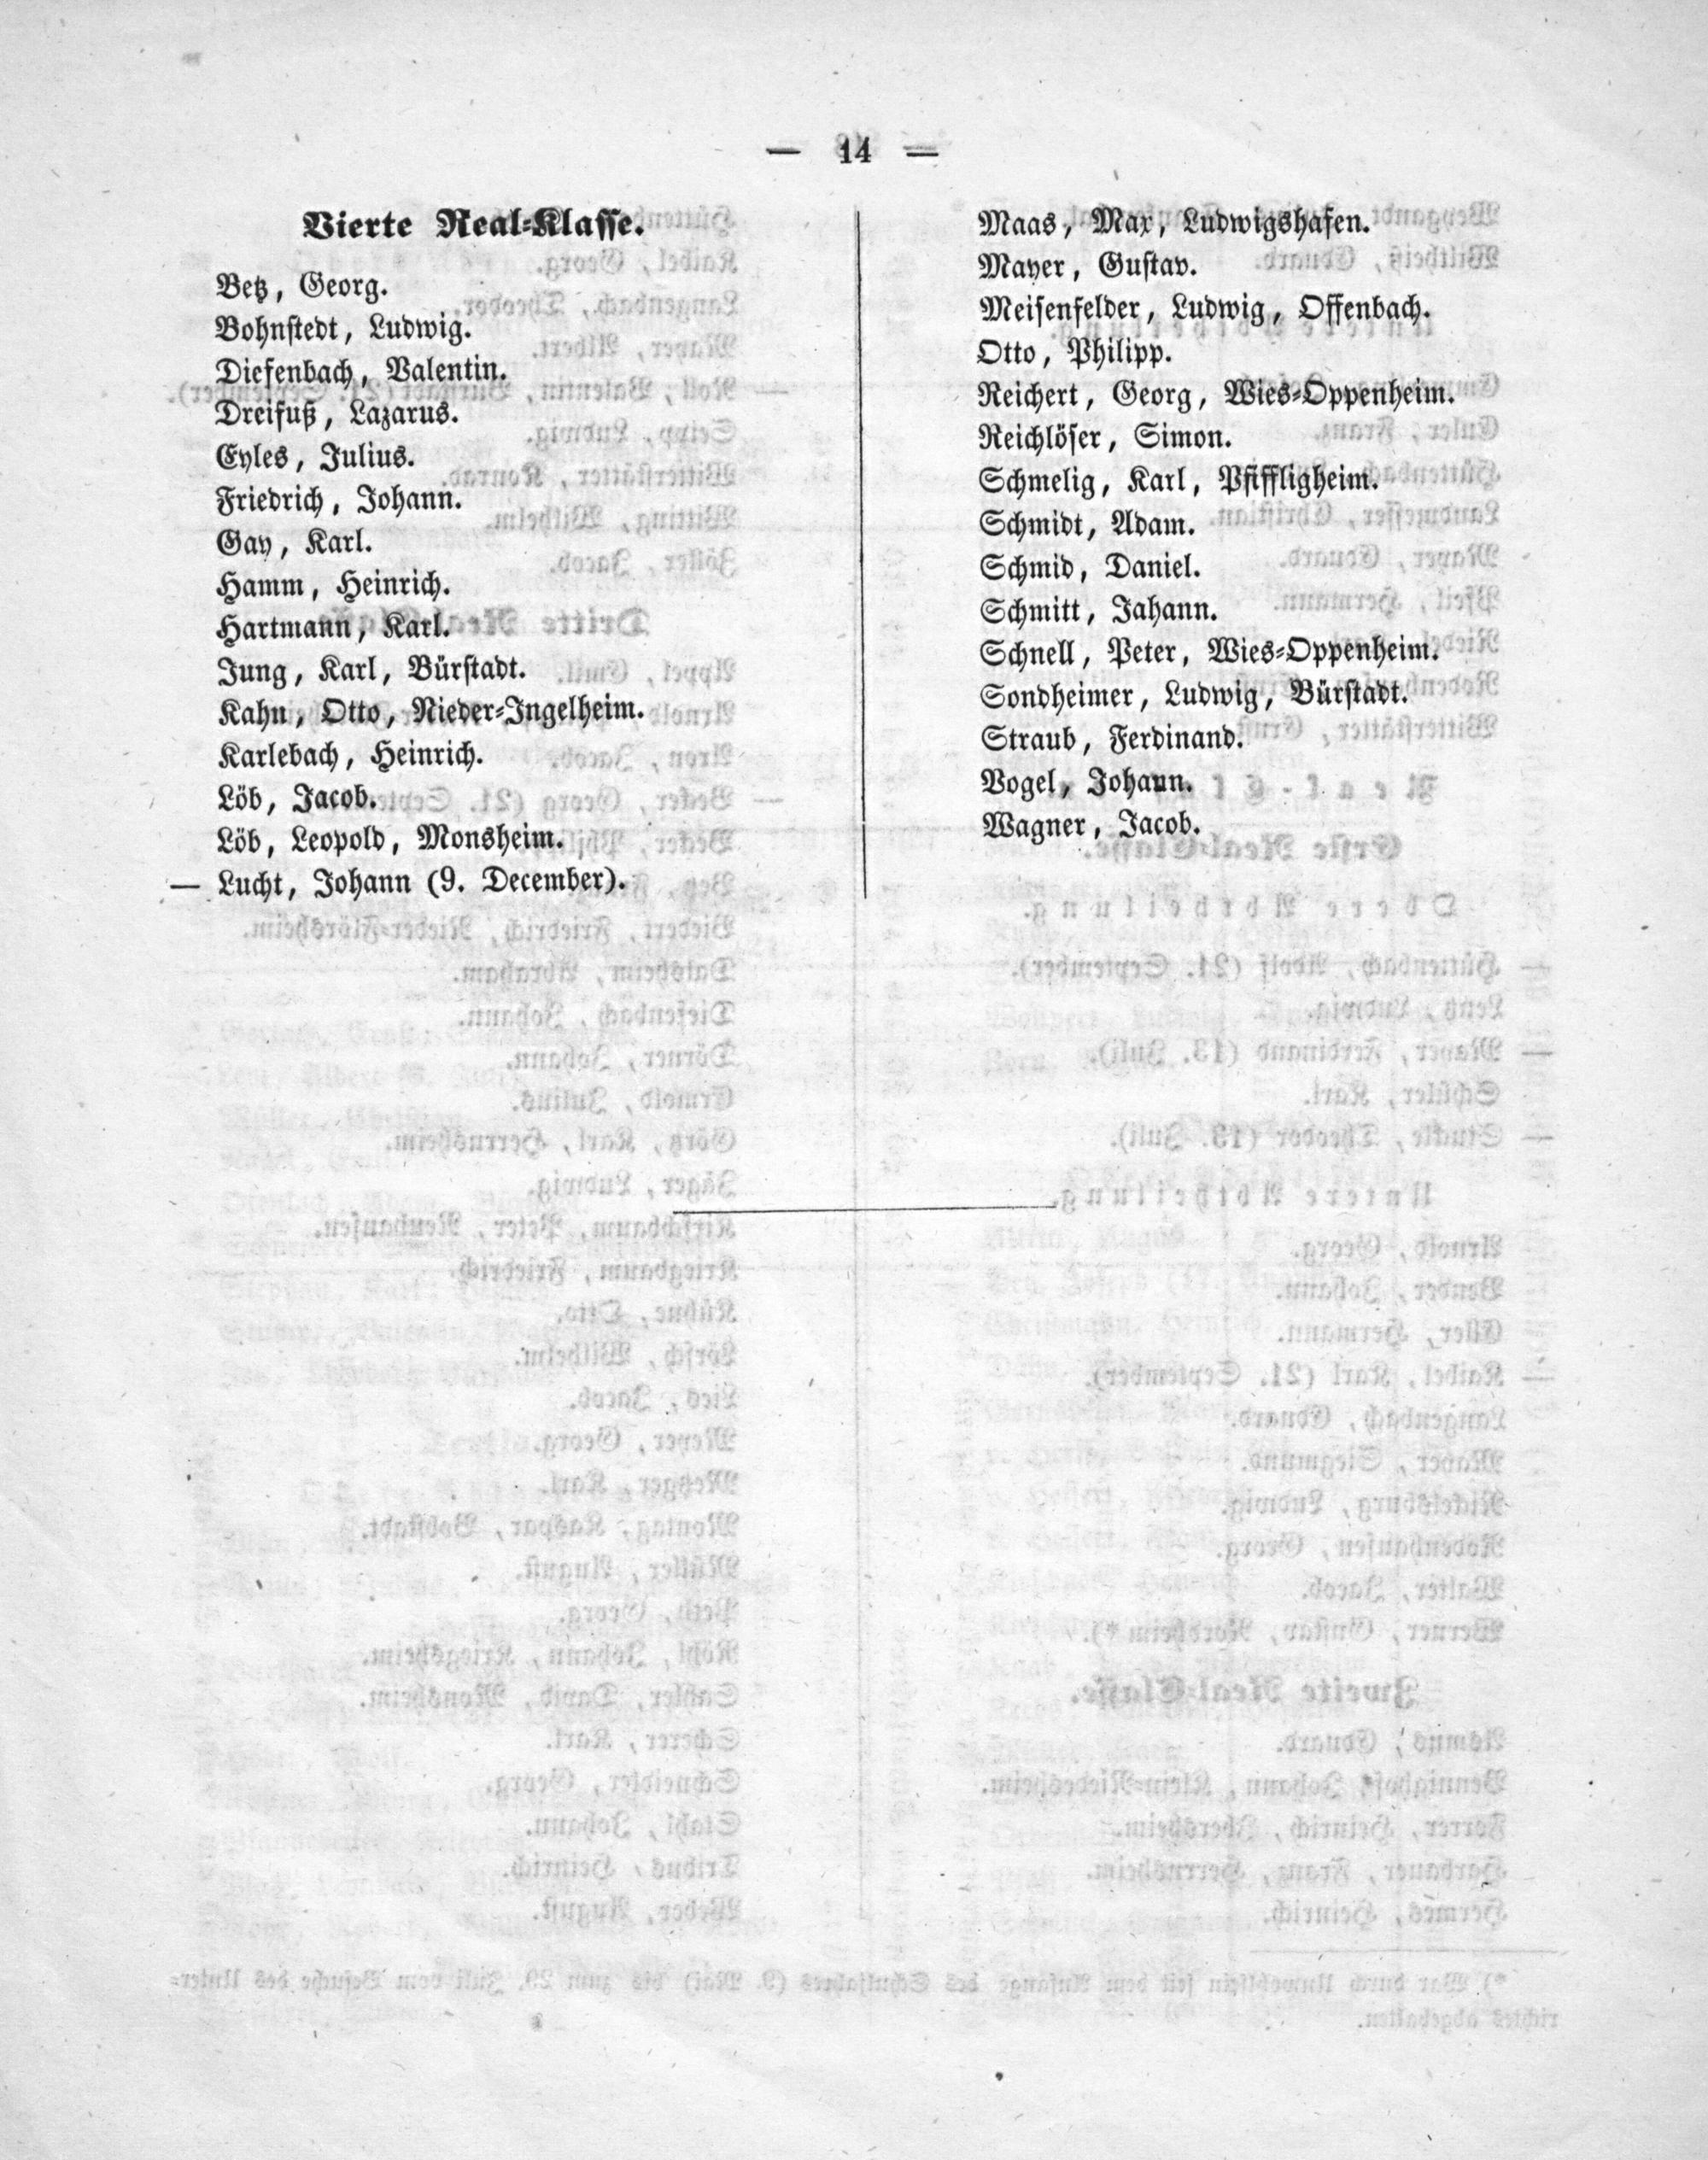 — 14 —
Vierte Real-Klasse.
Betz, Georg.
Bohnstedt, Ludwig.
Diefenbach, Valentin.
Dreifuß, Lazarus.
Eyles, Julius.
Friedrich, Johann.
Gay, Karl.
Hamm, Heinrich.
Hartmann, Karl.
Jung, Karl, Bürstadt.
Kahn, Otto, Nieder-Ingelheim.
Karlebach, Heinrich.
Löb, Jacob.
Löb, Leopold, Monsheim.
— Lucht, Johann (9. December).
Maas, Max, Ludwigshafen.
Mayer, Gustav.
Meisenfelder, Ludwig, Offenbach.
Otto, Philipp.
Reichert, Georg, Wies-Oppenheim.
Reichlöser, Simon.
Schmelig, Karl, Pfiffligheim.
Schmidt, Adam.
Schmid, Daniel.
Schmitt, Jahann.
Schnell, Peter, Wies-Oppenheim.
Sondheimer, Ludwig, Bürstadt.
Straub, Ferdinand.
Vogel, Johann.
Wagner, Jacob.